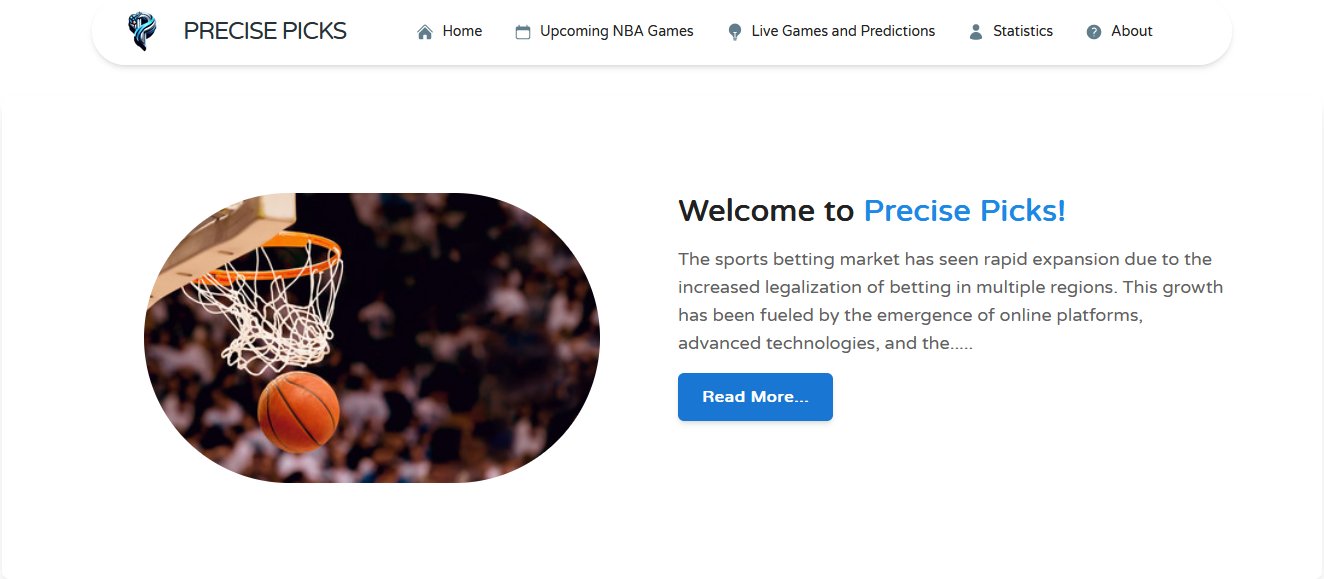 PRECISE PICKS
Home
Upcoming NBA Games
Live Games and Predictions
Statistics
About
Welcome to Precise Picks!
The sports betting market has seen rapid expansion due to the
increased legalization of betting in multiple regions. This growth
has been fueled by the emergence of online platforms,
advanced technologies, and the.....
Read More...